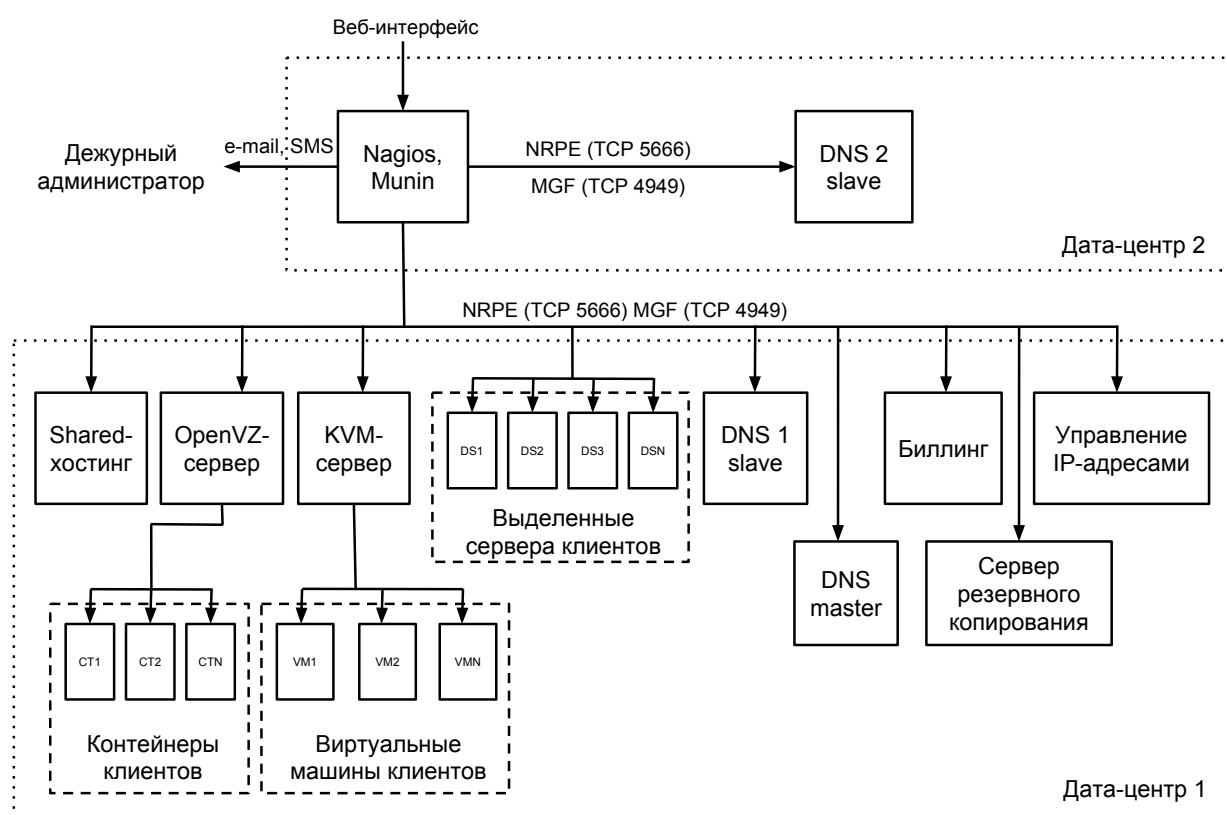 Веб-интерфейс
e-mail, SMS
Дежурный
администратор
Nagios,
Munin
NRPE (TCP 5666)
MGF (TCP 4949)
DNS 2
slave
Дата-центр 2
NRPE (TCP 5666) MGF (TCP 4949)
Shared-
хостинг
OpenVZ-
сервер
KVM-
сервер
DS1
DS2
DS3
DSN
Выделенные
сервера клиентов
DNS 1
slave
Биллинг
Управление
IP-адресами
DNS
master
Сервер
резервного
копирования
CT1
CT2
CTN
Контейнеры
клиентов
VM1
VM2
VMN
Виртуальные
машины клиентов
Дата-центр 1